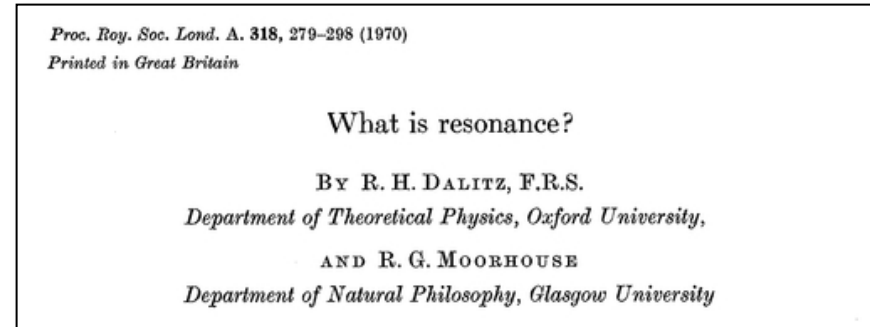 Proc. Roy. Soc. Lond. A. 318, 279–298 (1970)
Printed in Great Britain
What is resonance?
By R. H. Dalitz, F.R.S.
Department of Theoretical Physics, Oxford University,
and R. G. Moorhouse
Department of Natural Philosophy, Glasgow University